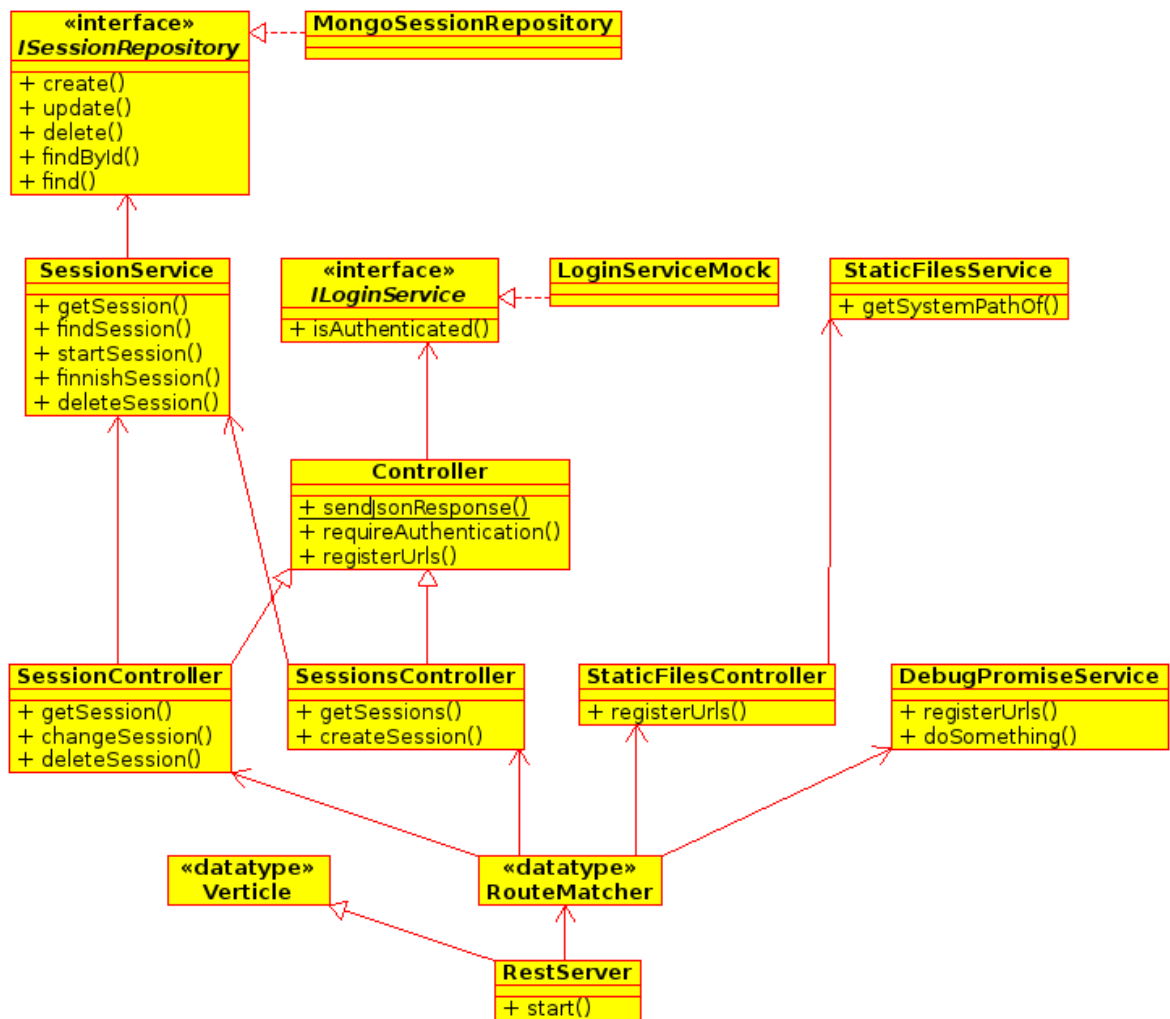 «interface»
ISessionRepository
+ create()
+ update()
+ delete()
+ findById()
+ find()
MongoSessionRepository
SessionService
+ getSession()
+ findSession()
+ startSession()
+ finnishSession()
+ deleteSession()
«interface»
ILoginService
+ isAuthenticated()
LoginServiceMock
StaticFilesService
+ getSystemPathOf()
Controller
+ sendJsonResponse()
+ requireAuthentication()
+ registerUrls()
SessionController
+ getSession()
+ changeSession()
+ deleteSession()
SessionsController
+ getSessions()
+ createSession()
StaticFilesController
+ registerUrls()
DebugPromiseService
+ registerUrls()
+ doSomething()
«datatype»
Verticle
«datatype»
RouteMatcher
RestServer
+ start()